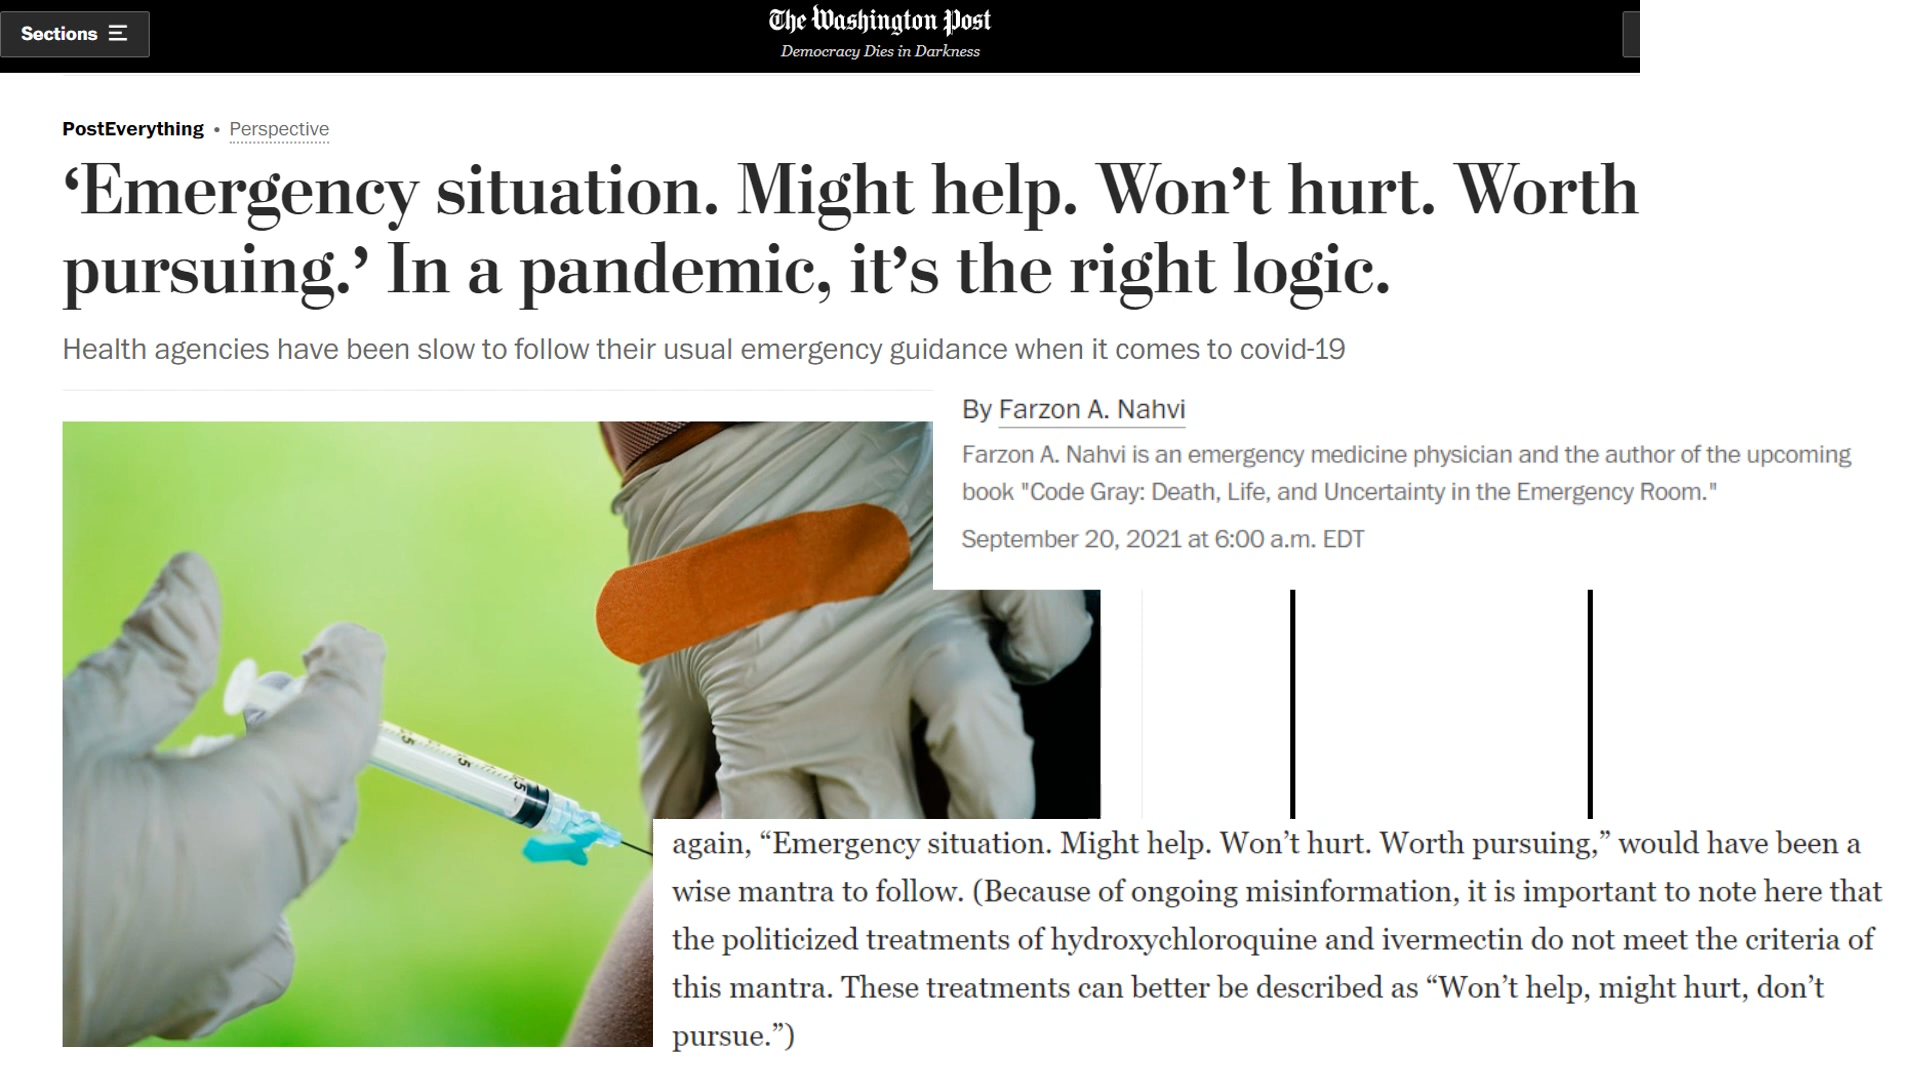 Sections
The Washington Post
Democracy Dies in Darkness
PostEverything • Perspective
‘Emergency situation. Might help. Won’t hurt. Worth
pursuing.’ In a pandemic, it’s the right logic.
Health agencies have been slow to follow their usual emergency guidance when it comes to covid-19
By Farzon A. Nahvi
Farzon A. Nahvi is an emergency medicine physician and the author of the upcoming
book "Code Gray: Death, Life, and Uncertainty in the Emergency Room."
September 20, 2021 at 6:00 a.m. EDT
again, “Emergency situation. Might help. Won’t hurt. Worth pursuing,” would have been a
wise mantra to follow. (Because of ongoing misinformation, it is important to note here that
the politicized treatments of hydroxychloroquine and ivermectin do not meet the criteria of
this mantra. These treatments can better be described as “Won’t help, might hurt, don’t
pursue.”)